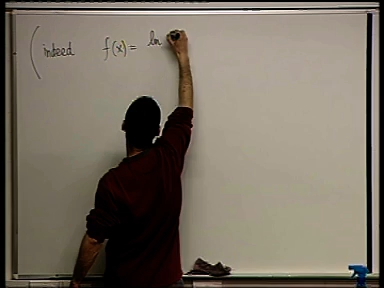 ( indeed f(x) = ln